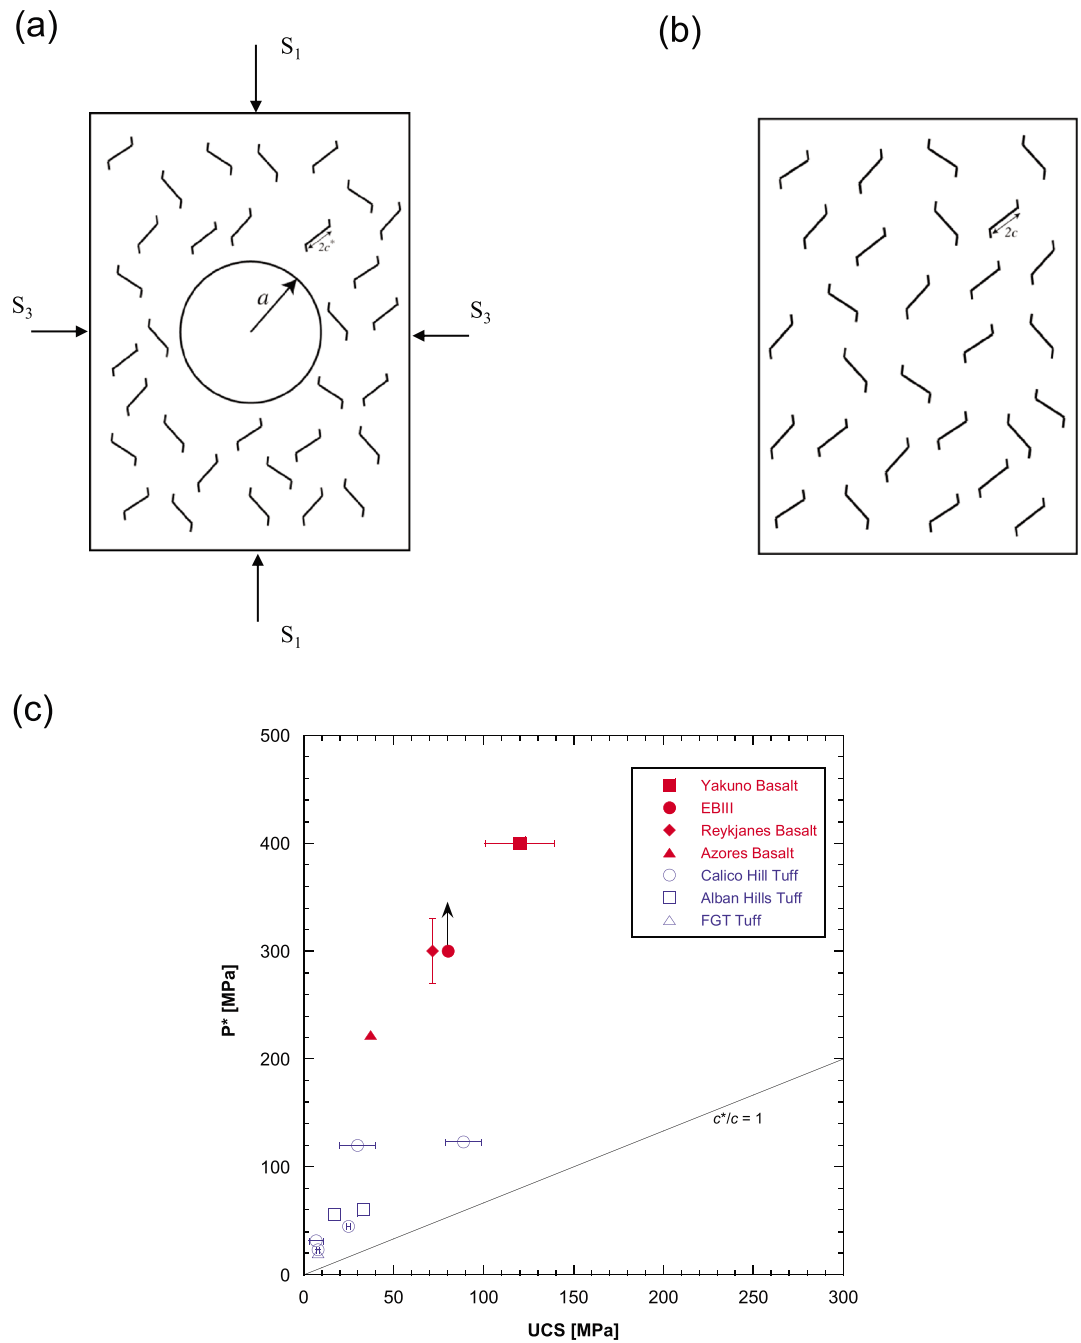 (a)
(b)
S1
2c+
2c
a
S3
S3
S1
(c)
500
400
300
200
100
0
P* [MPa]
Yakuno Basalt
EBIII
Reykjanes Basalt
Azores Basalt
Calico Hill Tuff
Alban Hills Tuff
FGT Tuff
c*/c = 1
0
50
100
150
200
250
300
UCS [MPa]